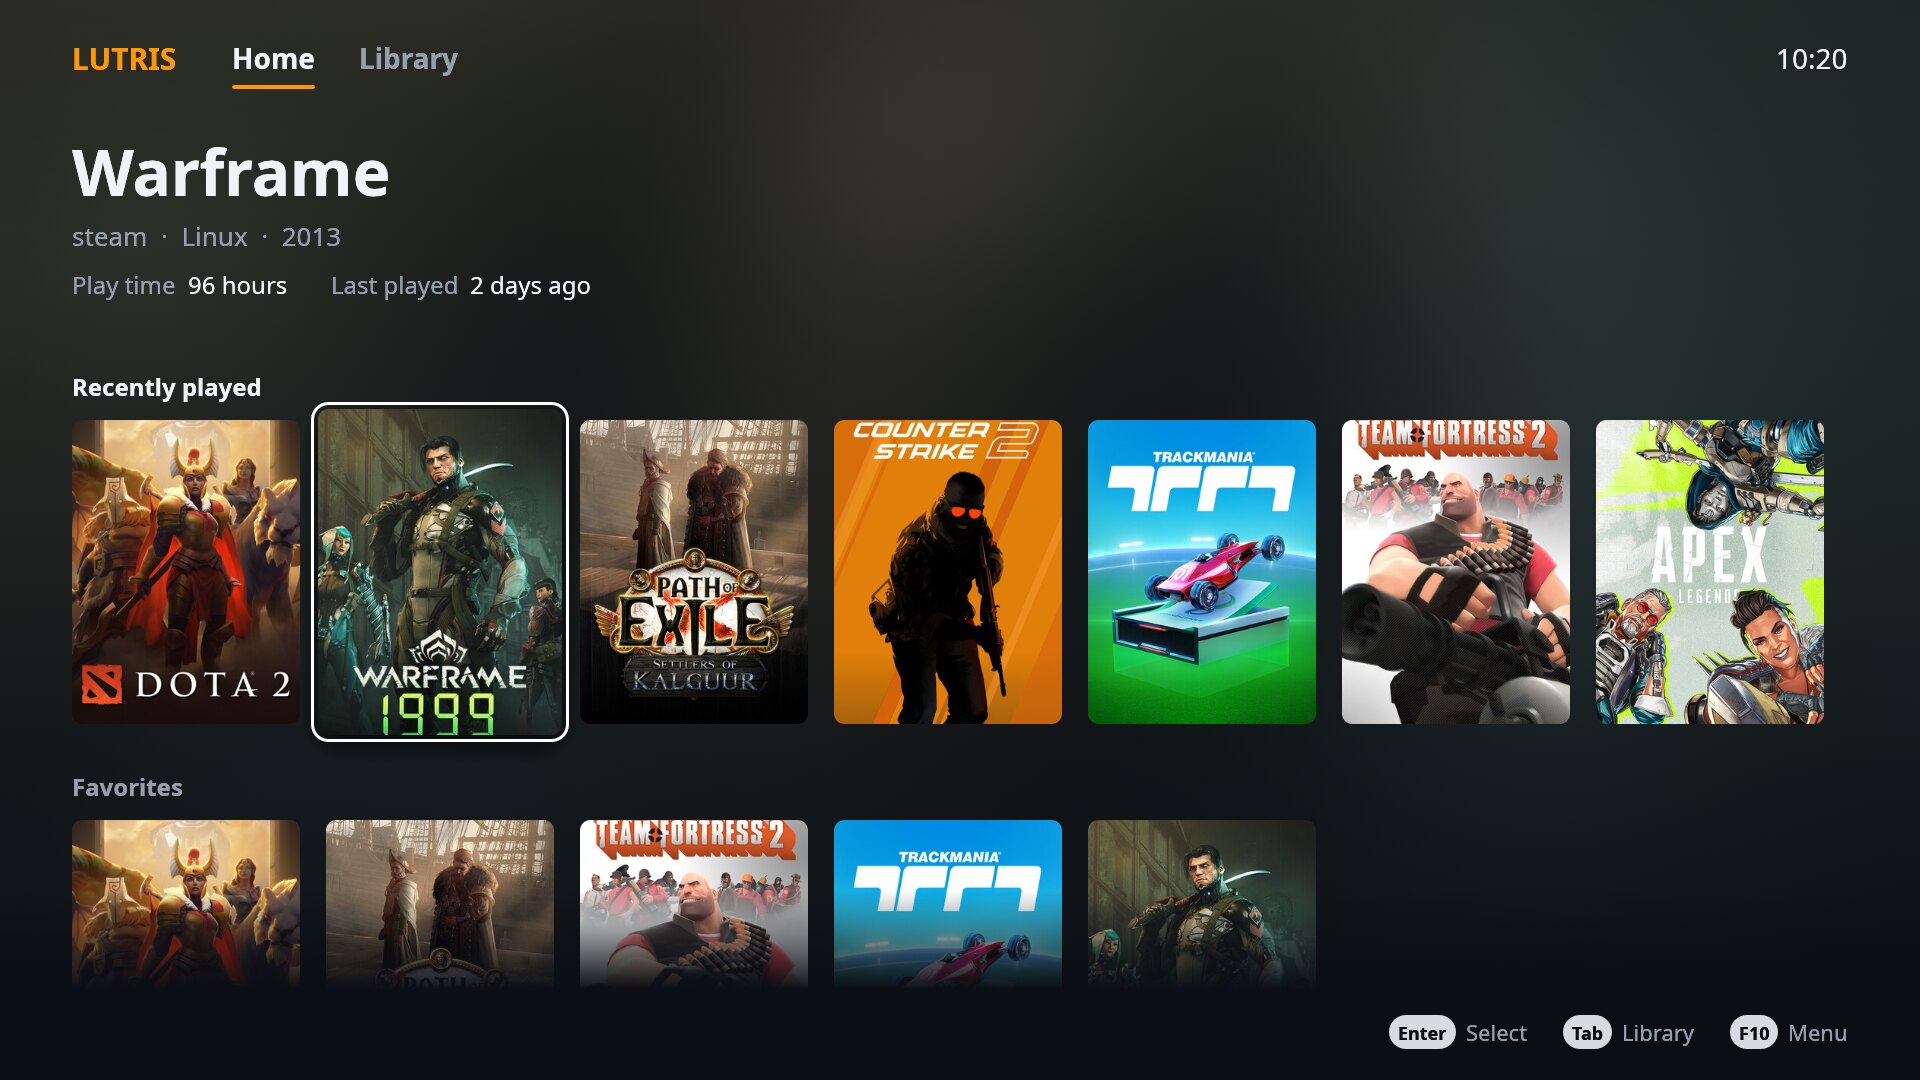 LUTRIS Home Library 10:20
Warframe
steam · Linux · 2013
Play time 96 hours Last played 2 days ago
Recently played
DOTA 2
WARFRAME
1999
PATH OF
EXILE
SETTLERS OF
KALGUUR
COUNTER
STRIKE 2
TRACKMANIA
TEAM FORTRESS 2
APEX
LEGENDS
Favorites
PATH OF
TEAM FORTRESS 2
TRACKMANIA
Enter Select Tab Library F10 Menu